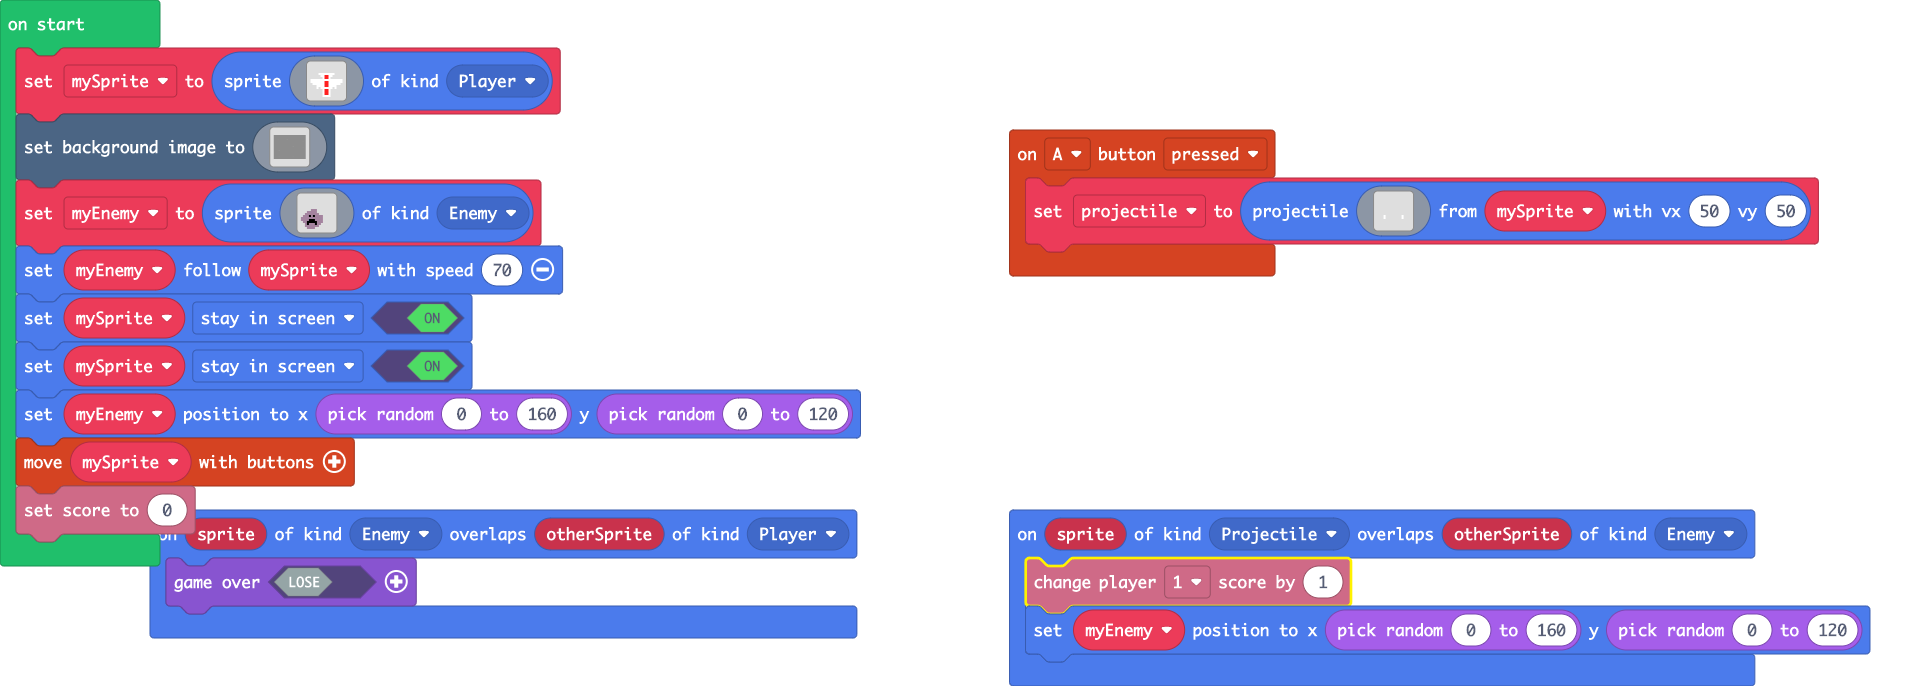 on start
set mySprite to sprite of kind Player
set background image to
set myEnemy to sprite of kind Enemy
set myEnemy follow mySprite with speed 70
set mySprite stay in screen ON
set mySprite stay in screen ON
set myEnemy position to x pick random 0 to 160 y pick random 0 to 120
move mySprite with buttons
set score to 0
on sprite of kind Enemy overlaps otherSprite of kind Player
game over LOSE
on A button pressed
set projectile to projectile from mySprite with vx 50 vy 50
on sprite of kind Projectile overlaps otherSprite of kind Enemy
change player 1 score by 1
set myEnemy position to x pick random 0 to 160 y pick random 0 to 120